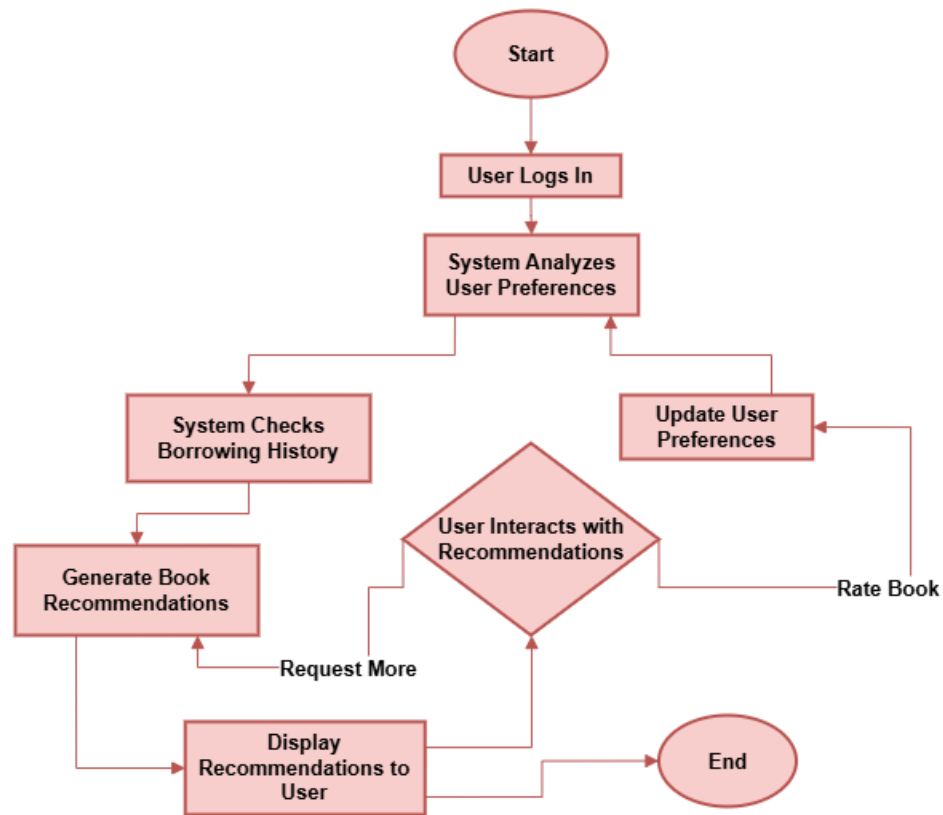 Start
User Logs In
System Analyzes
User Preferences
System Checks
Borrowing History
Update User
Preferences
User Interacts with
Recommendations
Generate Book
Recommendations
Rate Book
Request More
Display
Recommendations to
User
End